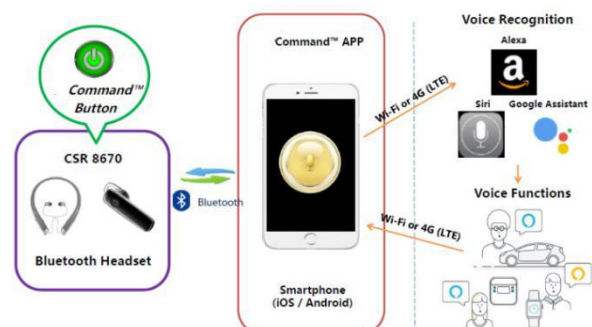 Command™
Button
CSR 8670
Bluetooth Headset
Bluetooth
Command™ APP
Smartphone
(iOS / Android)
Wi-Fi or 4G (LTE)
Wi-Fi or 4G (LTE)
Voice Recognition
Alexa
a
Siri
Google Assistant
Voice Functions